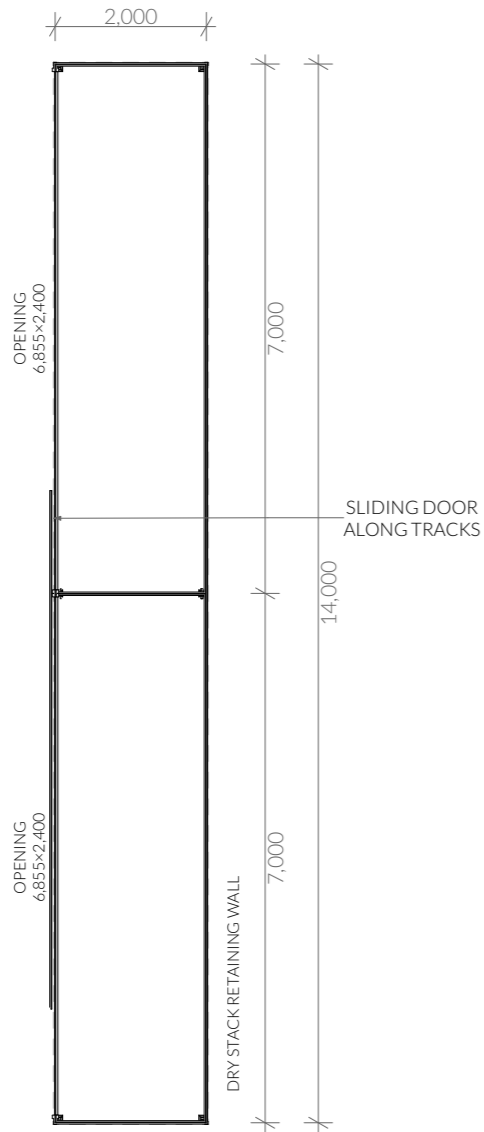 2,000
OPENING
6,855×2,400
7,000
SLIDING DOOR
ALONG TRACKS
14,000
OPENING
6,855×2,400
7,000
DRY STACK RETAINING WALL